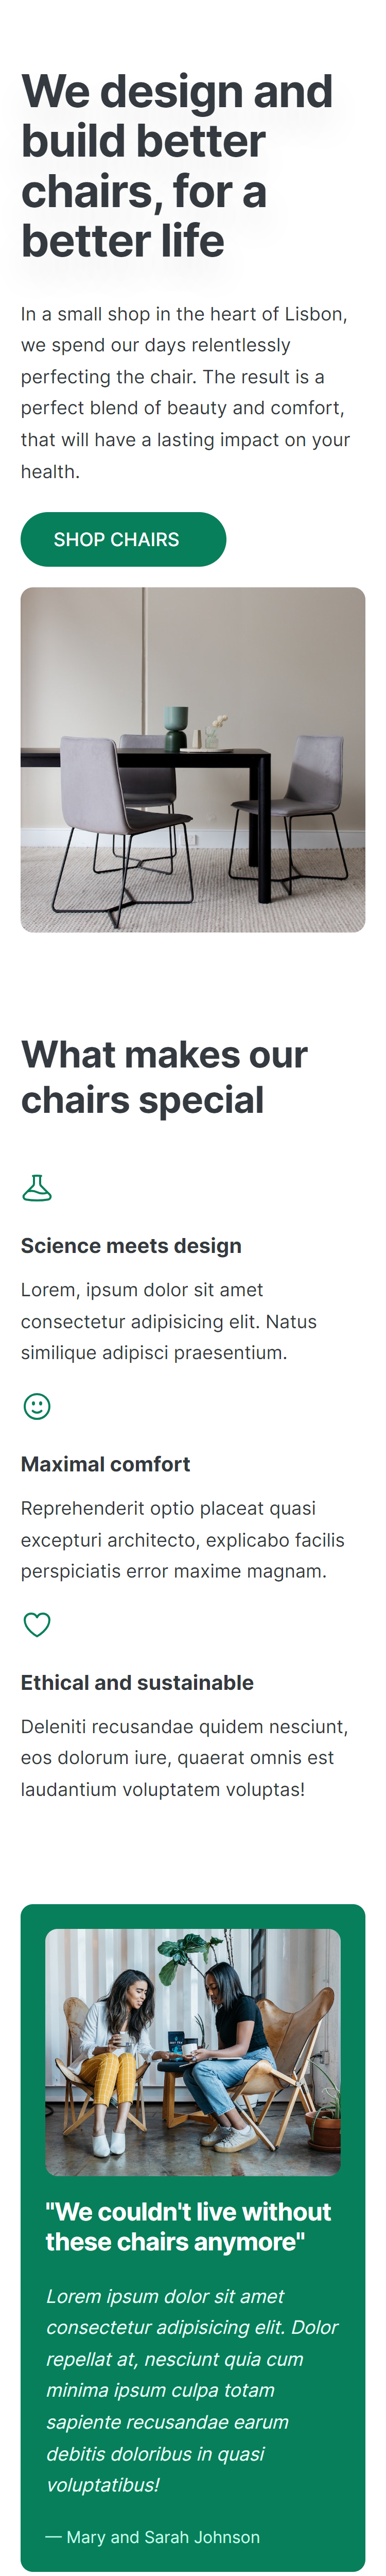 We design and
build better
chairs, for a
better life
In a small shop in the heart of Lisbon,
we spend our days relentlessly
perfecting the chair. The result is a
perfect blend of beauty and comfort,
that will have a lasting impact on your
health.
SHOP CHAIRS
What makes our
chairs special
Science meets design
Lorem, ipsum dolor sit amet
consectetur adipisicing elit. Natus
similique adipisci praesentium.
Maximal comfort
Reprehenderit optio placeat quasi
excepturi architecto, explicabo facilis
perspiciatis error maxime magnam.
Ethical and sustainable
Deleniti recusandae quidem nesciunt,
eos dolorum iure, quaerat omnis est
laudantium voluptatem voluptas!
"We couldn't live without
these chairs anymore"
Lorem ipsum dolor sit amet
consectetur adipisicing elit. Dolor
repellat at, nesciunt quia cum
minima ipsum culpa totam
sapiente recusandae earum
debitis doloribus in quasi
voluptatibus!
— Mary and Sarah Johnson